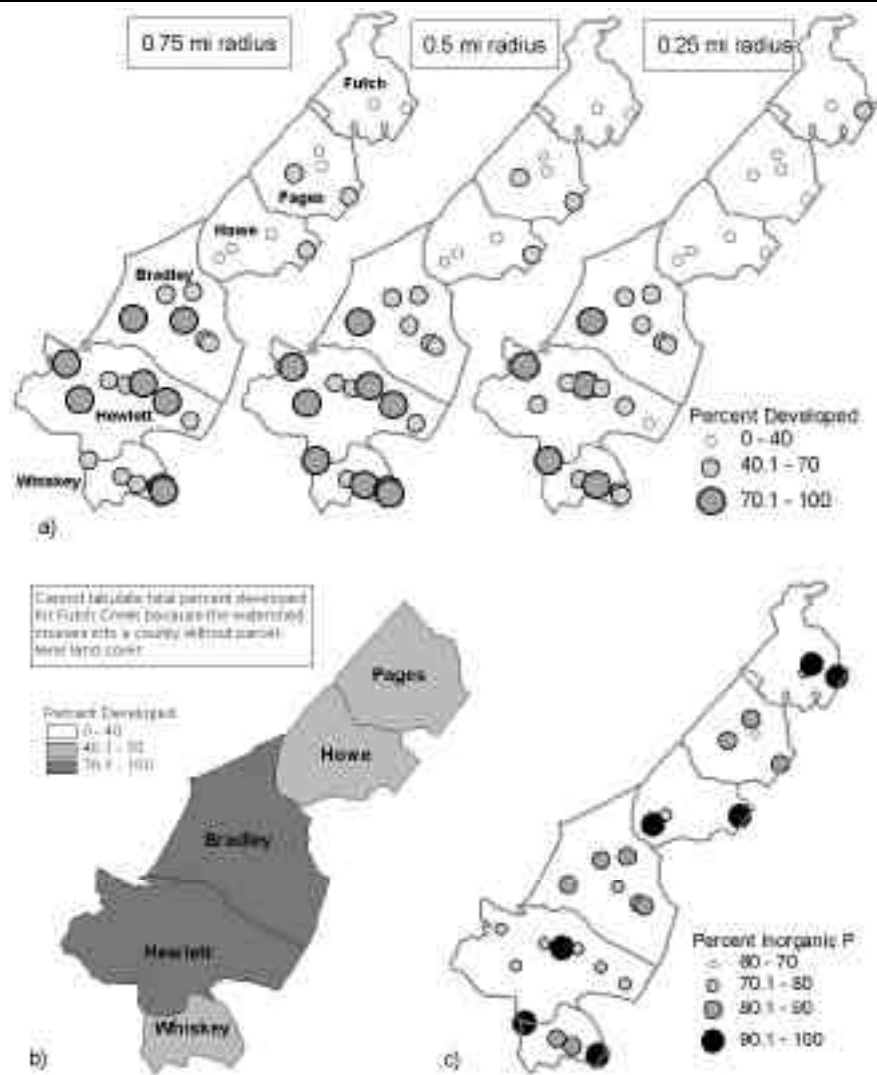 0.75 mi radius
0.5 mi radius
0.25 mi radius
Futch
Pages
Howe
Bradley
Hewlett
Whiskey
Percent Developed
0 - 40
40.1 - 70
70.1 - 100
a)
Cannot tabulate total percent developed
for Futch Creek because the watershed
crosses into a county without parcel-
level land cover
Percent Developed
0 - 40
40.1 - 70
70.1 - 100
Pages
Howe
Bradley
Hewlett
Whiskey
b)
Percent Inorganic P
60 - 70
70.1 - 80
80.1 - 90
90.1 - 100
c)